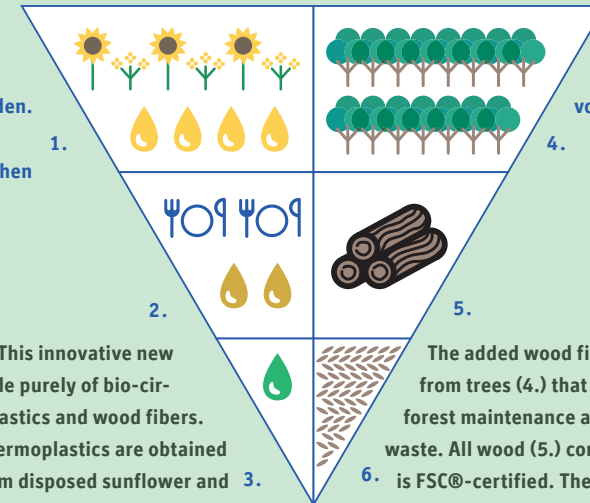 den.
1.
hen
2.
This innovative new
de purely of bio-cir-
astics and wood fibers.
ermoplastics are obtained
m disposed sunflower and
3.
vo
4.
5.
The added wood fi
from trees (4.) that
forest maintenance a
waste. All wood (5.) con
6.
is FSC®-certified. The